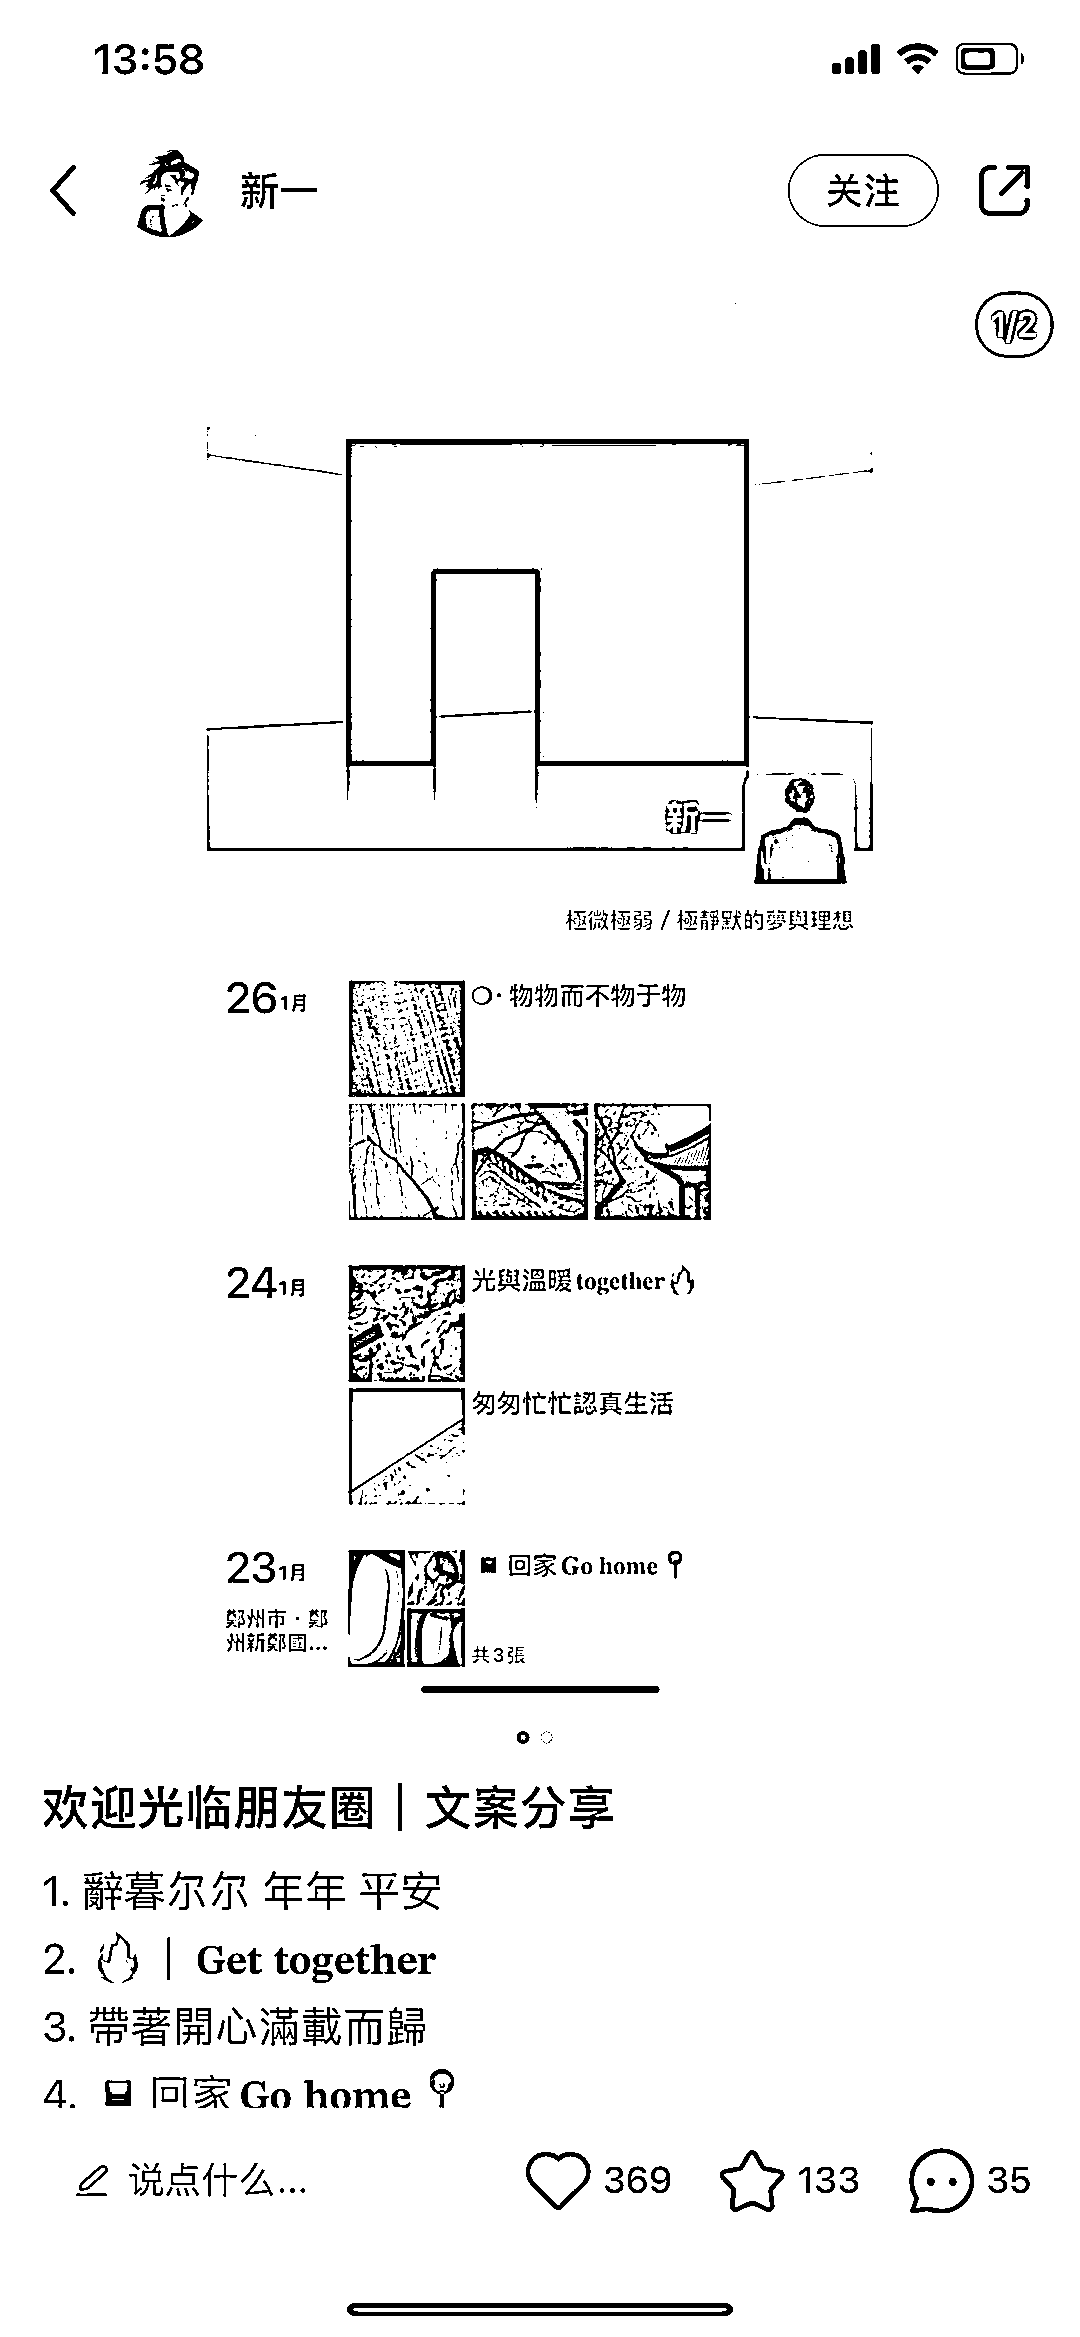 13:58
新一
关注
1/2
新一
極微極弱 / 極靜默的夢與理想
26 1月
○· 物物而不物于物
24 1月
光與溫暖 together
匆匆忙忙認真生活
23 1月
回家 Go home
鄭州市 · 鄭
州新鄭國...
共3張
欢迎光临朋友圈｜文案分享
1. 辭暮尔尔 年年 平安
2. 🔥｜Get together
3. 帶著開心滿載而歸
4. 回家 Go home
说点什么...
369
133
35